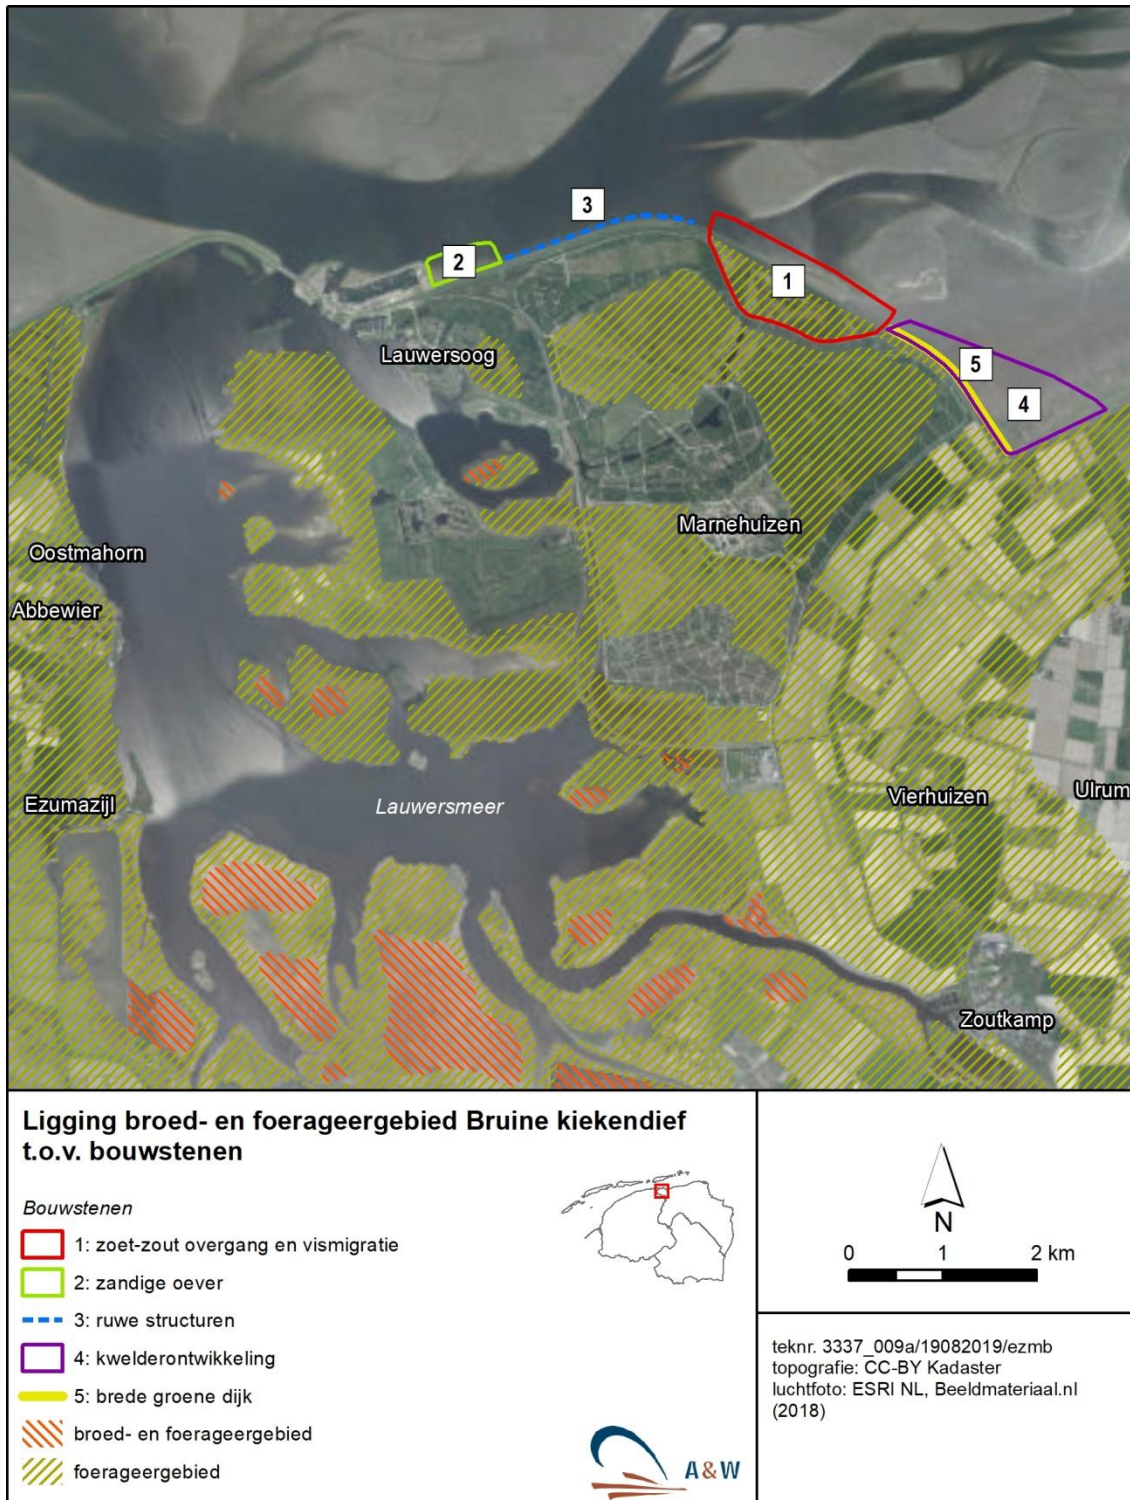 3
2
1
Lauwersoog
5
4
Marnehuizen
Oostmahorn
Abbewier
Ezumazijl
Lauwersmeer
Vierhuizen
Ulrum
Zoutkamp
Ligging broed- en foerageergebied Bruine kiekendief
t.o.v. bouwstenen
Bouwstenen
1: zoet-zout overgang en vismigratie
2: zandige oever
3: ruwe structuren
4: kwelderontwikkeling
5: brede groene dijk
broed- en foerageergebied
foerageergebied
A&W
N
0 1 2 km
teknr. 3337_009a/19082019/ezmb
topografie: CC-BY Kadaster
luchtfoto: ESRI NL, Beeldmateriaal.nl
(2018)